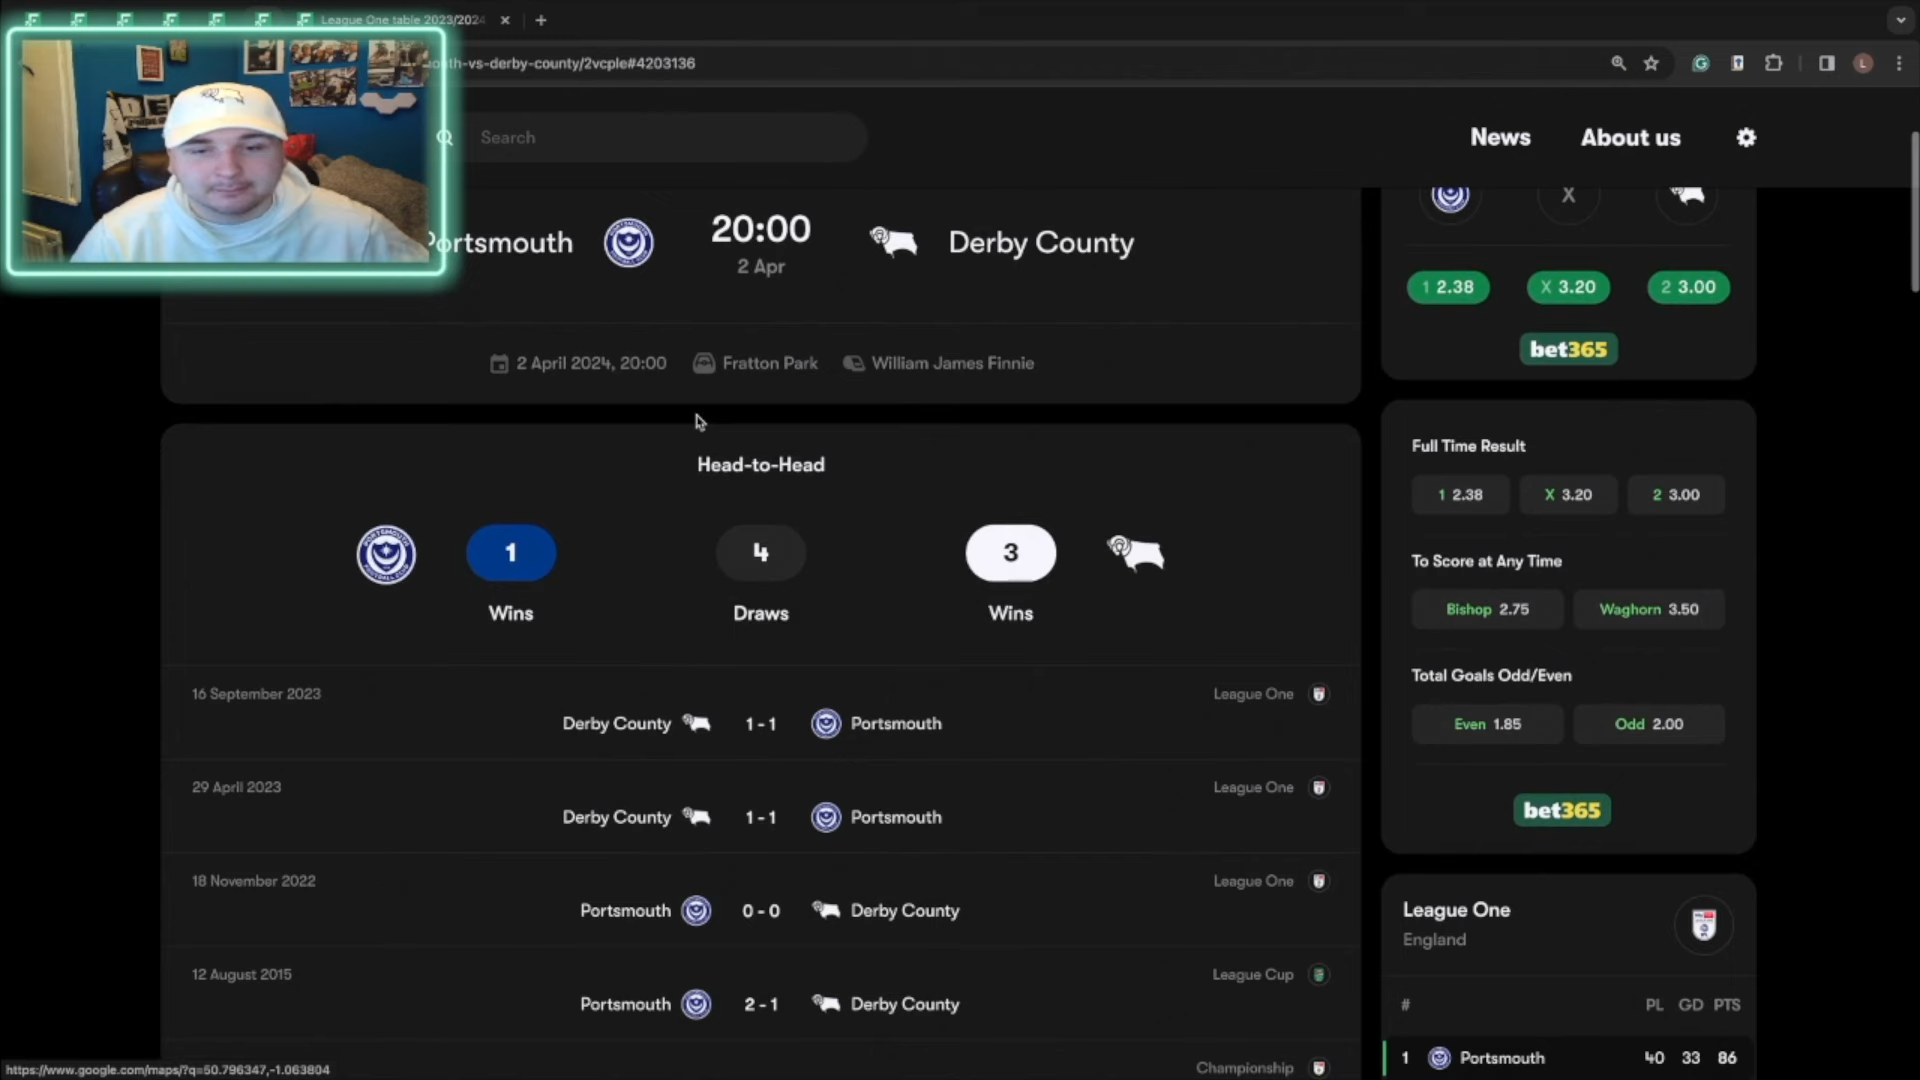 League One table 2023/2024
outh-vs-derby-county/2vcple#4203136
L
Search
News
About us
Portsmouth
20:00
2 Apr
Derby County
2 April 2024, 20:00
Fratton Park
William James Finnie
X
1 2.38
X 3.20
2 3.00
bet365
Head-to-Head
1
4
3
Wins
Draws
Wins
16 September 2023
League One
Derby County
1 - 1
Portsmouth
29 April 2023
League One
Derby County
1 - 1
Portsmouth
18 November 2022
League One
Portsmouth
0 - 0
Derby County
12 August 2015
League Cup
Portsmouth
2 - 1
Derby County
Championship
Full Time Result
1 2.38
X 3.20
2 3.00
To Score at Any Time
Bishop 2.75
Waghorn 3.50
Total Goals Odd/Even
Even 1.85
Odd 2.00
bet365
League One
England
# PL GD PTS
1 Portsmouth 40 33 86
https://www.google.com/maps/?q=50.796347,-1.063804